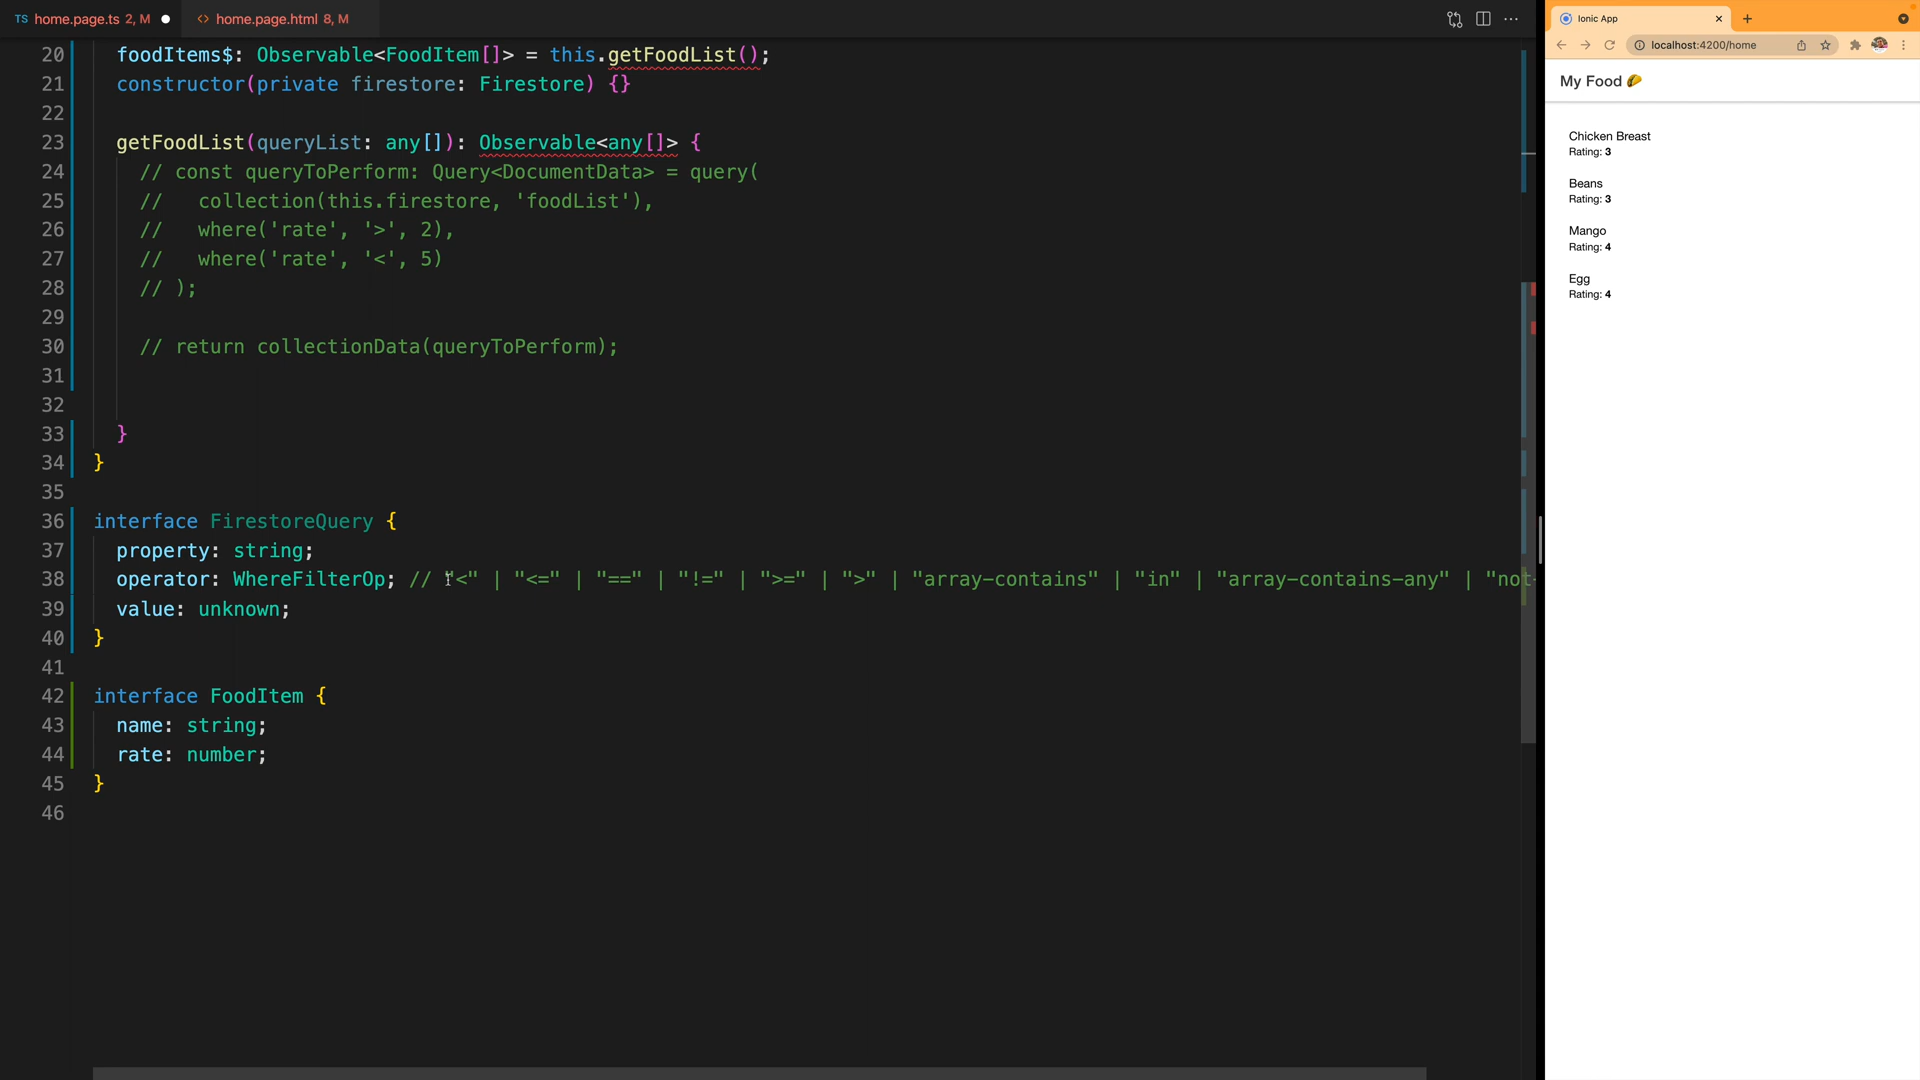 TS home.page.ts 2, M ● <> home.page.html 8, M
20 foodItems$: Observable<FoodItem[]> = this.getFoodList();
21 constructor(private firestore: Firestore) {}
22
23 getFoodList(queryList: any[]): Observable<any[]> {
24 // const queryToPerform: Query<DocumentData> = query(
25 //   collection(this.firestore, 'foodList'),
26 //   where('rate', '>', 2),
27 //   where('rate', '<', 5)
28 // );
29
30 // return collectionData(queryToPerform);
31
32
33 }
34 }
35
36 interface FirestoreQuery {
37 property: string;
38 operator: WhereFilterOp; // "<" | "<=" | "==" | "!=" | ">=" | ">" | "array-contains" | "in" | "array-contains-any" | "not-
39 value: unknown;
40 }
41
42 interface FoodItem {
43 name: string;
44 rate: number;
45 }
46
Ionic App
localhost:4200/home
My Food 🌮
Chicken Breast
Rating: 3
Beans
Rating: 3
Mango
Rating: 4
Egg
Rating: 4